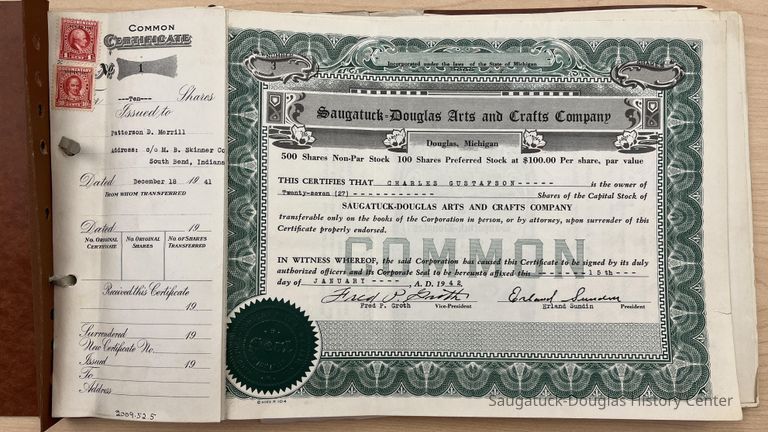 COMMON
CERTIFICATE
No 1
---Ten--- Shares
Issued to
Patterson D. Merrill
Address: c/o M. B. Skinner Co
South Bend, Indiana
Dated December 18 19 41
FROM WHOM TRANSFERRED
Dated 19
NO. ORIGINAL CERTIFICATE
NO. ORIGINAL SHARES
NO. OF SHARES TRANSFERRED
Received this Certificate
19
Surrendered 19
New Certificate No.
Issued 19
To
Address
2009.52.5
Incorporated under the laws of the State of Michigan
Saugatuck-Douglas Arts and Crafts Company
Douglas, Michigan
500 Shares Non-Par Stock 100 Shares Preferred Stock at $100.00 Per share, par value
THIS CERTIFIES THAT CHARLES GUSTAFSON----- is the owner of
Twenty-seven (27) - - - - - - - - - - - - Shares of the Capital Stock of
SAUGATUCK-DOUGLAS ARTS AND CRAFTS COMPANY
transferable only on the books of the Corporation in person, or by attorney, upon surrender of this
Certificate properly endorsed.
COMMON
IN WITNESS WHEREOF, the said Corporation has caused this Certificate to be signed by its duly
authorized officers and its Corporate Seal to be hereunto affixed this ---- 15th---
day of JANUARY ----, A. D. 1942,
Fred P. Groth Erland Sundin
Fred P. Groth Vice-President Erland Sundin President
Saugatuck-Douglas History Center